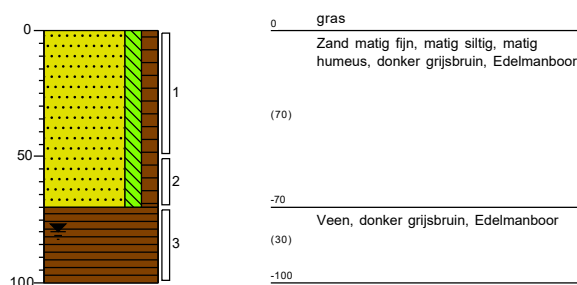 0
50
100
1
2
3
0
gras
Zand matig fijn, matig siltig, matig
humeus, donker grijsbruin, Edelmanboor
(70)
-70
Veen, donker grijsbruin, Edelmanboor
(30)
-100